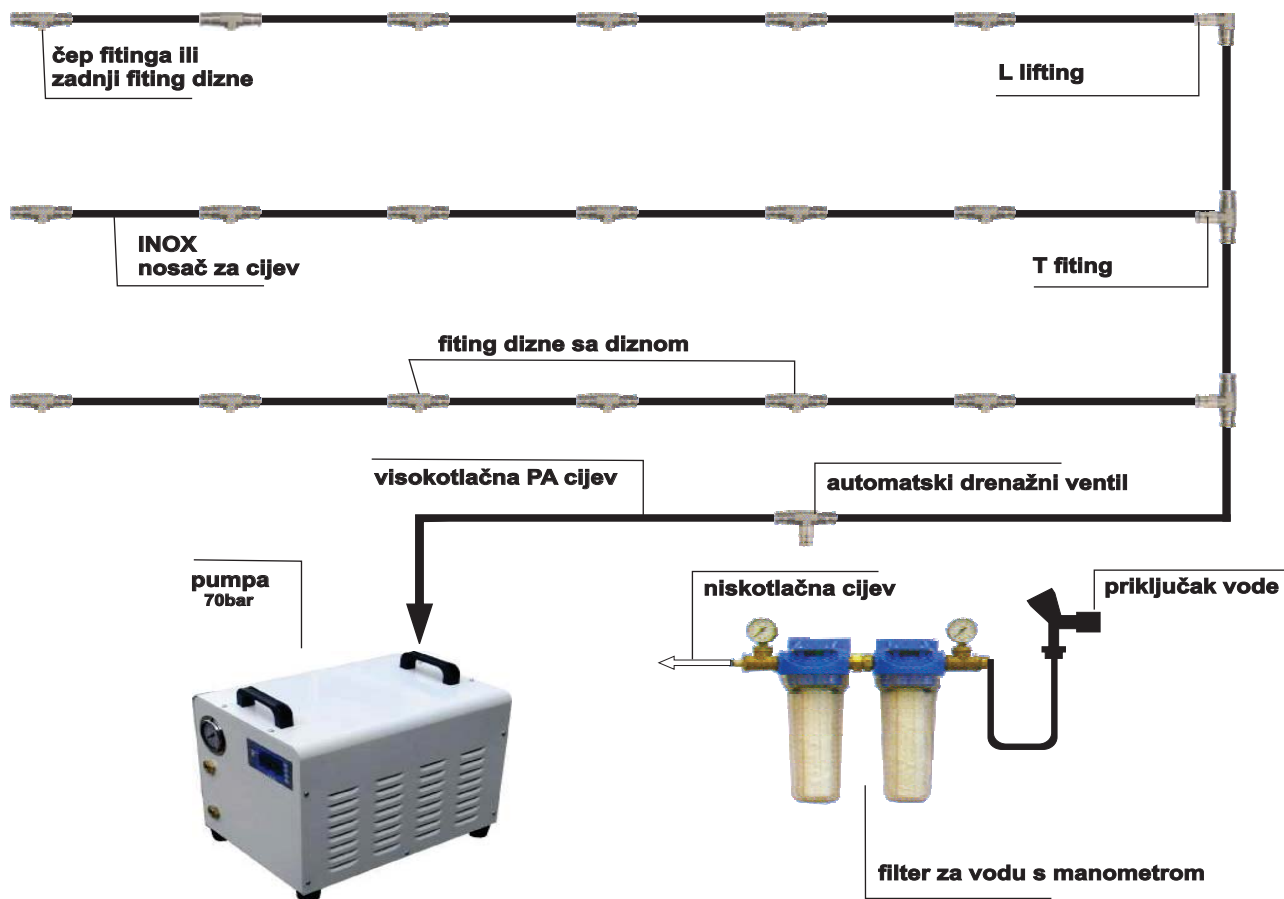 čep fitinga ili
zadnji fiting dizne
L lifting
INOX
nosač za cijev
T fiting
fiting dizne sa diznom
visokotlačna PA cijev
automatski drenažni ventil
pumpa
70bar
niskotlačna cijev
priključak vode
filter za vodu s manometrom